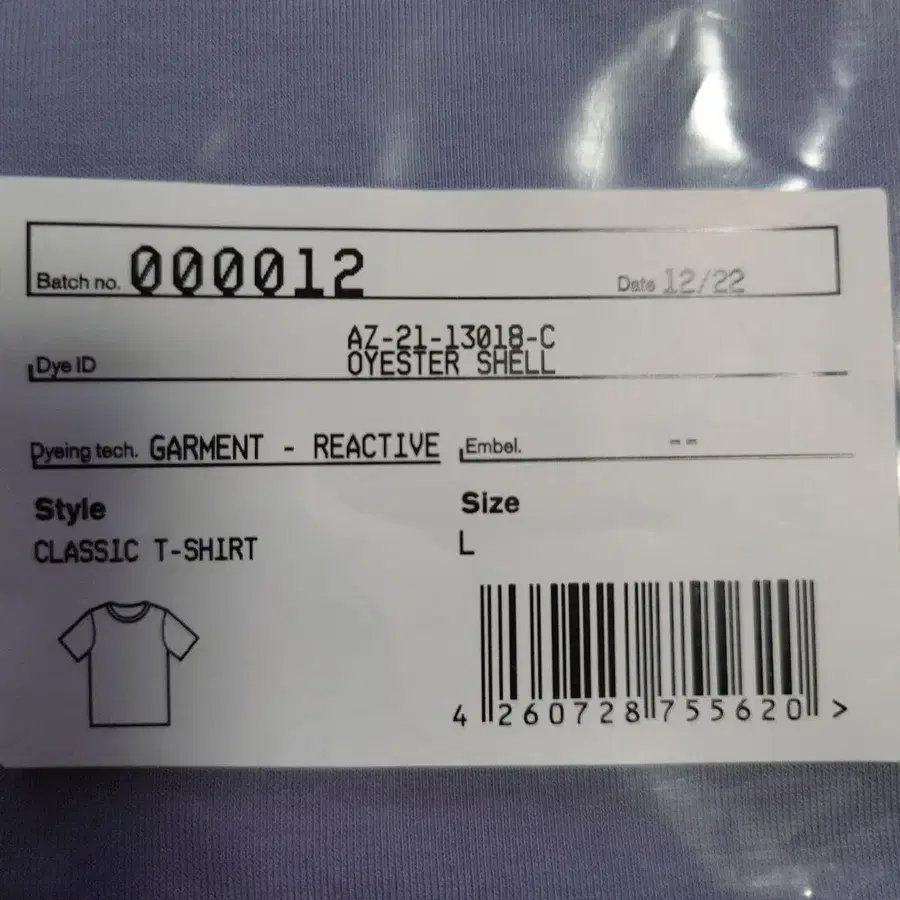 Batch no. 000012 Date 12/22
AZ-21-13018-C
Dye ID OYESTER SHELL
Dyeing tech. GARMENT - REACTIVE Embel. --
Style Size
CLASSIC T-SHIRT L
4 260728 755620 >